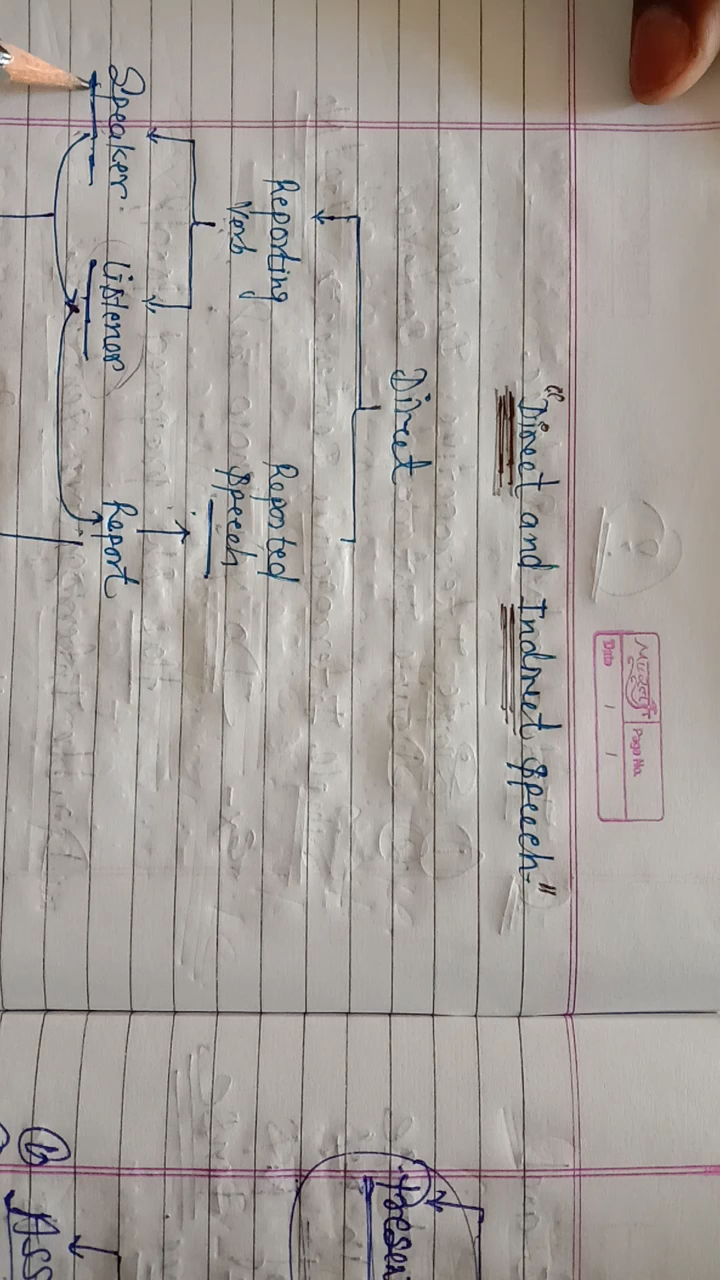 Page No.
Date / /
"Direct and Indirect Speech"
Direct
Reporting Reported
Verb Speech
Speaker Listener Report